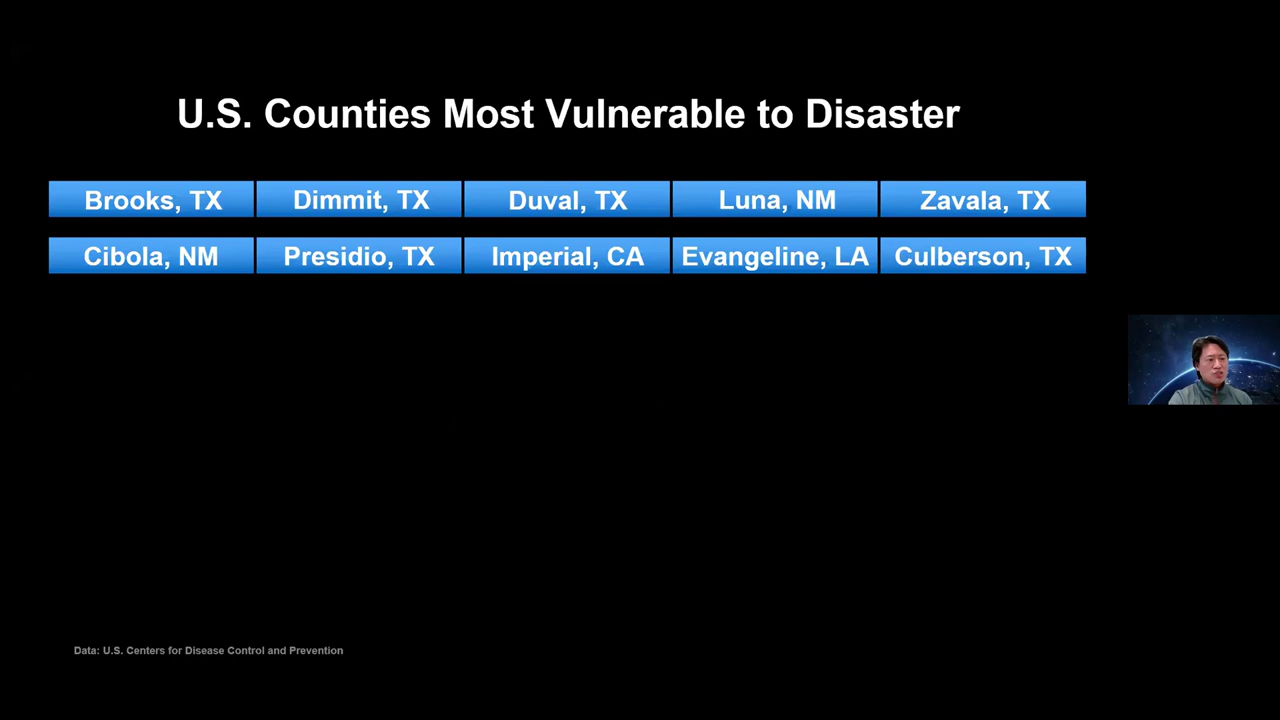 U.S. Counties Most Vulnerable to Disaster
Brooks, TX Dimmit, TX Duval, TX Luna, NM Zavala, TX
Cibola, NM Presidio, TX Imperial, CA Evangeline, LA Culberson, TX
Data: U.S. Centers for Disease Control and Prevention